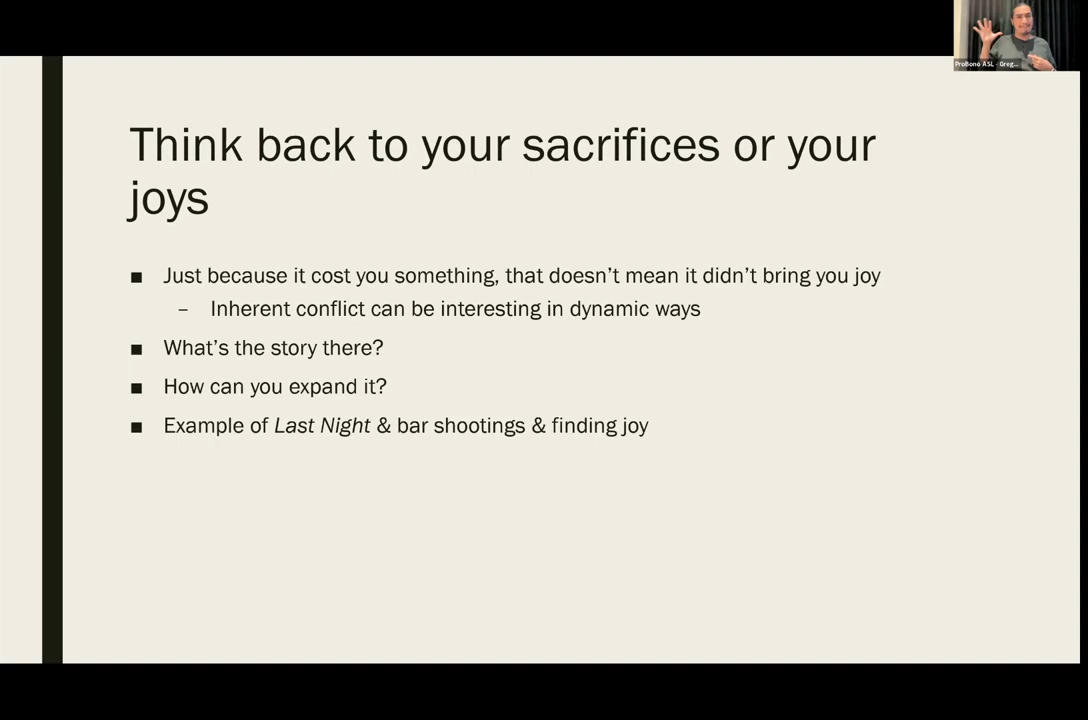 ProBono ASL - Greg...
Think back to your sacrifices or your
joys
■ Just because it cost you something, that doesn’t mean it didn’t bring you joy
– Inherent conflict can be interesting in dynamic ways
■ What’s the story there?
■ How can you expand it?
■ Example of Last Night & bar shootings & finding joy